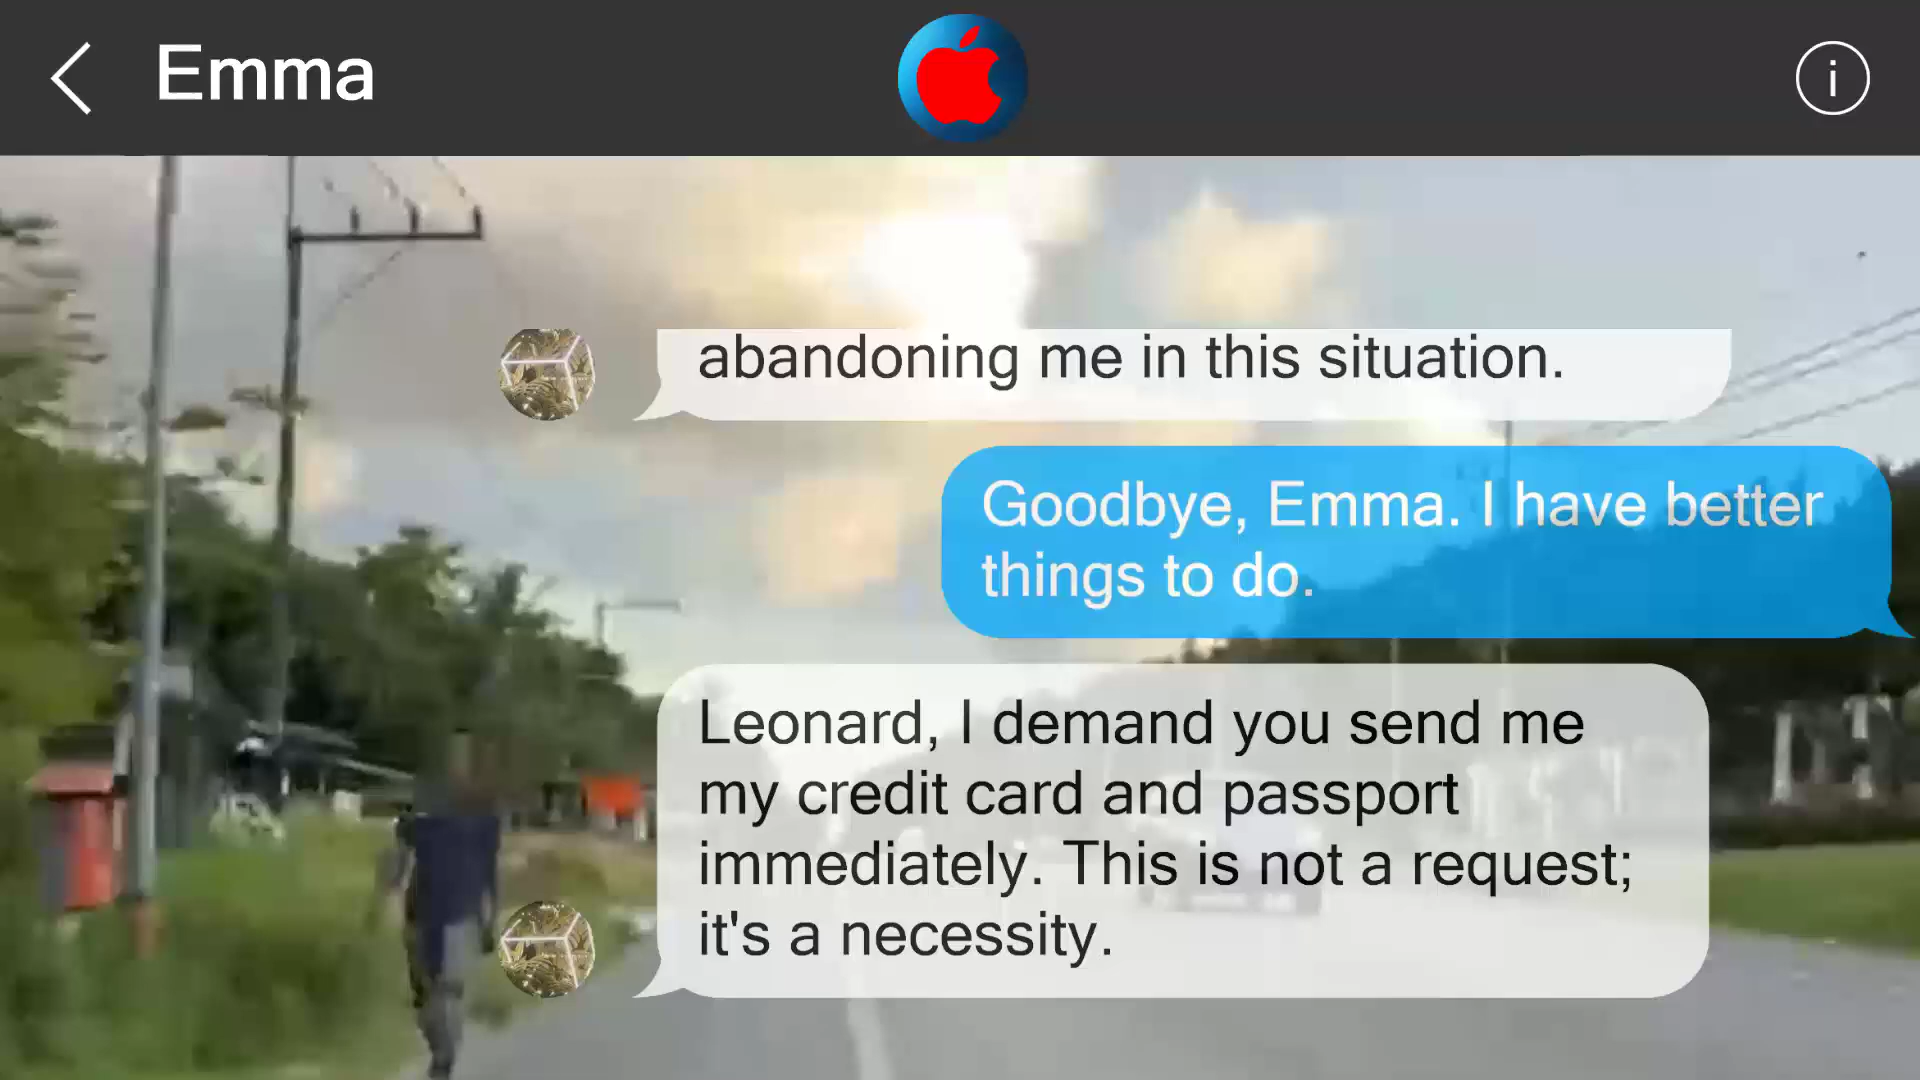 Emma
i
abandoning me in this situation.
Goodbye, Emma. I have better
things to do.
Leonard, I demand you send me
my credit card and passport
immediately. This is not a request;
it's a necessity.